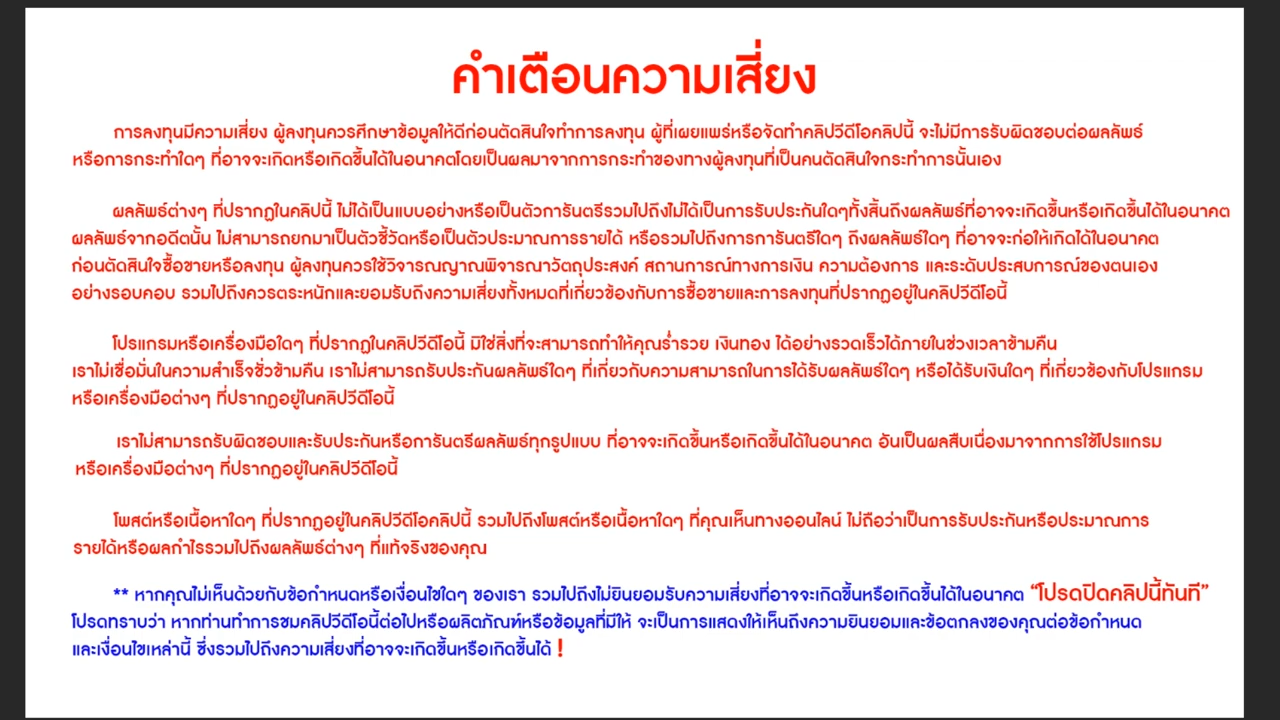 คำเตือนความเสี่ยง
การลงทุนมีความเสี่ยง ผู้ลงทุนควรศึกษาข้อมูลให้ดีก่อนตัดสินใจทำการลงทุน ผู้ที่เผยแพร่หรือจัดทำคลิปวีดีโอคลิปนี้ จะไม่มีการรับผิดชอบต่อผลลัพธ์
หรือการกระทำใดๆ ที่อาจจะเกิดหรือเกิดขึ้นได้ในอนาคตโดยเป็นผลมาจากการกระทำของทางผู้ลงทุนที่เป็นคนตัดสินใจกระทำการนั้นเอง
ผลลัพธ์ต่างๆ ที่ปรากฏในคลิปนี้ ไม่ได้เป็นแบบอย่างหรือเป็นตัวการันตรีรวมไปถึงไม่ได้เป็นการรับประกันใดๆทั้งสิ้นถึงผลลัพธ์ที่อาจจะเกิดขึ้นหรือเกิดขึ้นได้ในอนาคต
ผลลัพธ์จากอดีตนั้น ไม่สามารถยกมาเป็นตัวชี้วัดหรือเป็นตัวประมาณการรายได้ หรือรวมไปถึงการการันตรีใดๆ ถึงผลลัพธ์ใดๆ ที่อาจจะก่อให้เกิดได้ในอนาคต
ก่อนตัดสินใจซื้อขายหรือลงทุน ผู้ลงทุนควรใช้วิจารณญาณพิจารณาวัตถุประสงค์ สถานการณ์ทางการเงิน ความต้องการ และระดับประสบการณ์ของตนเอง
อย่างรอบคอบ รวมไปถึงควรตระหนักและยอมรับถึงความเสี่ยงทั้งหมดที่เกี่ยวข้องกับการซื้อขายและการลงทุนที่ปรากฏอยู่ในคลิปวีดีโอนี้
โปรแกรมหรือเครื่องมือใดๆ ที่ปรากฏในคลิปวีดีโอนี้ มิใช่สิ่งที่จะสามารถทำให้คุณร่ำรวย เงินทอง ได้อย่างรวดเร็วได้ภายในช่วงเวลาข้ามคืน
เราไม่เชื่อมั่นในความสำเร็จชั่วข้ามคืน เราไม่สามารถรับประกันผลลัพธ์ใดๆ ที่เกี่ยวกับความสามารถในการได้รับผลลัพธ์ใดๆ หรือได้รับเงินใดๆ ที่เกี่ยวข้องกับโปรแกรม
หรือเครื่องมือต่างๆ ที่ปรากฏอยู่ในคลิปวีดีโอนี้
เราไม่สามารถรับผิดชอบและรับประกันหรือการันตรีผลลัพธ์ทุกรูปแบบ ที่อาจจะเกิดขึ้นหรือเกิดขึ้นได้ในอนาคต อันเป็นผลสืบเนื่องมาจากการใช้โปรแกรม
หรือเครื่องมือต่างๆ ที่ปรากฏอยู่ในคลิปวีดีโอนี้
โพสต์หรือเนื้อหาใดๆ ที่ปรากฏอยู่ในคลิปวีดีโอคลิปนี้ รวมไปถึงโพสต์หรือเนื้อหาใดๆ ที่คุณเห็นทางออนไลน์ ไม่ถือว่าเป็นการรับประกันหรือประมาณการ
รายได้หรือผลกำไรรวมไปถึงผลลัพธ์ต่างๆ ที่แท้จริงของคุณ
** หากคุณไม่เห็นด้วยกับข้อกำหนดหรือเงื่อนไขใดๆ ของเรา รวมไปถึงไม่ยินยอมรับความเสี่ยงที่อาจจะเกิดขึ้นหรือเกิดขึ้นได้ในอนาคต “โปรดปิดคลิปนี้ทันที”
โปรดทราบว่า หากท่านทำการชมคลิปวีดีโอนี้ต่อไปหรือผลิตภัณฑ์หรือข้อมูลที่มีให้ จะเป็นการแสดงให้เห็นถึงความยินยอมและข้อตกลงของคุณต่อข้อกำหนด
และเงื่อนไขเหล่านี้ ซึ่งรวมไปถึงความเสี่ยงที่อาจจะเกิดขึ้นหรือเกิดขึ้นได้ !